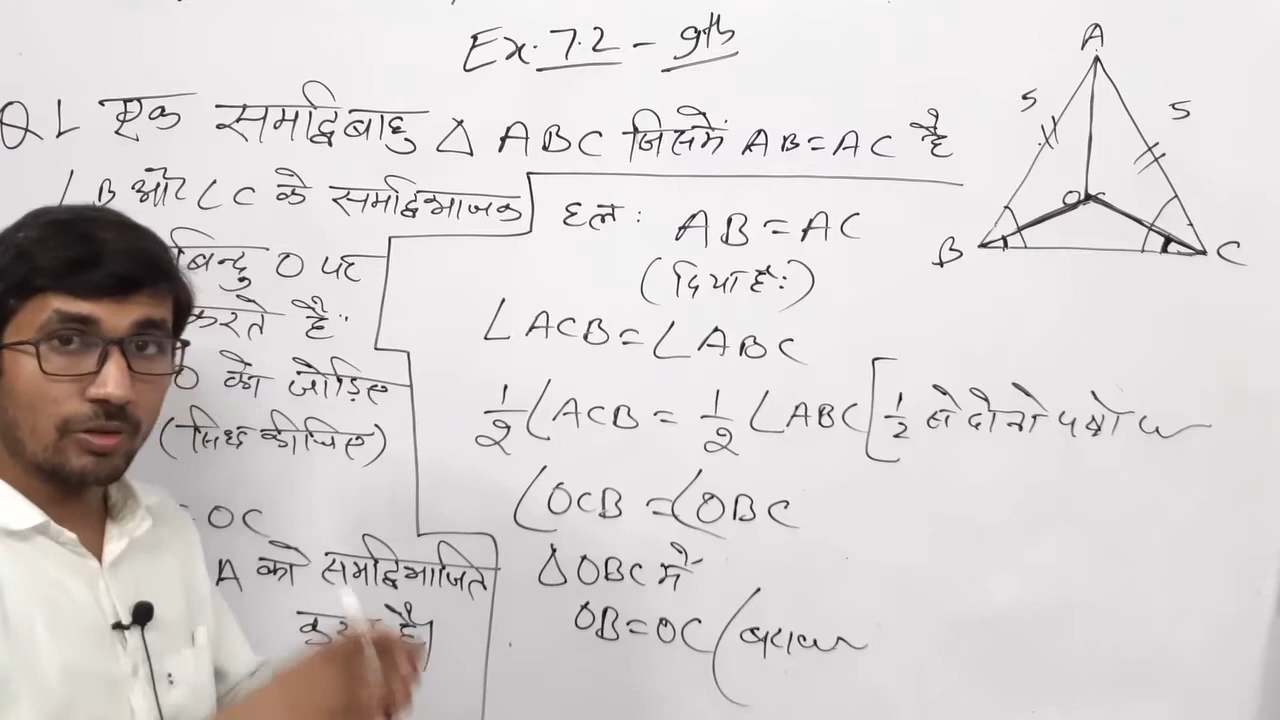 Ex. 7.2 - 9th
Q1 एक समद्विबाहु Δ ABC जिसमें AB = AC है
∠B और ∠C के समद्विभाजक
बिन्दु O पर
करते है:
O को जोड़िए
(सिद्ध कीजिए)
= OC
A को समद्विभाजित
है।
हल: AB = AC
(दिया है:)
∠ACB = ∠ABC
1/2 ∠ACB = 1/2 ∠ABC [1/2 से दोनो पक्षो
∠OCB = ∠OBC
Δ OBC में
OB = OC (बराबर
A
5
5
O
B
C